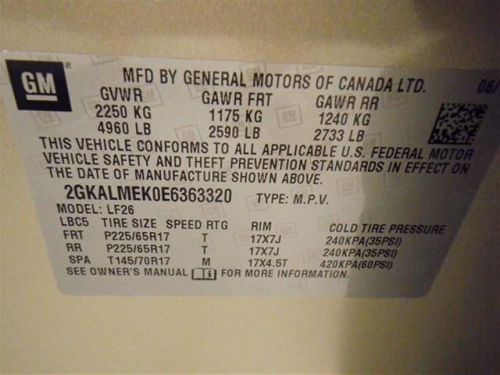 GM
MFD BY GENERAL MOTORS OF CANADA LTD. 08/
GVWR GAWR FRT GAWR RR
2250 KG 1175 KG 1240 KG
4960 LB 2590 LB 2733 LB
THIS VEHICLE CONFORMS TO ALL APPLICABLE U.S. FEDERAL MOTOR
VEHICLE SAFETY AND THEFT PREVENTION STANDARDS IN EFFECT ON
THE DATE OF MANUFACTURE SHOWN ABOVE.
2GKALMEK0E6363320 TYPE: M.P.V.
MODEL: LF26
LBC5 TIRE SIZE SPEED RTG RIM COLD TIRE PRESSURE
FRT P225/65R17 T 17X7J 240KPA(35PSI)
RR P225/65R17 T 17X7J 240KPA(35PSI)
SPA T145/70R17 M 17X4.5T 420KPA(60PSI)
SEE OWNER'S MANUAL FOR MORE INFORMATION.